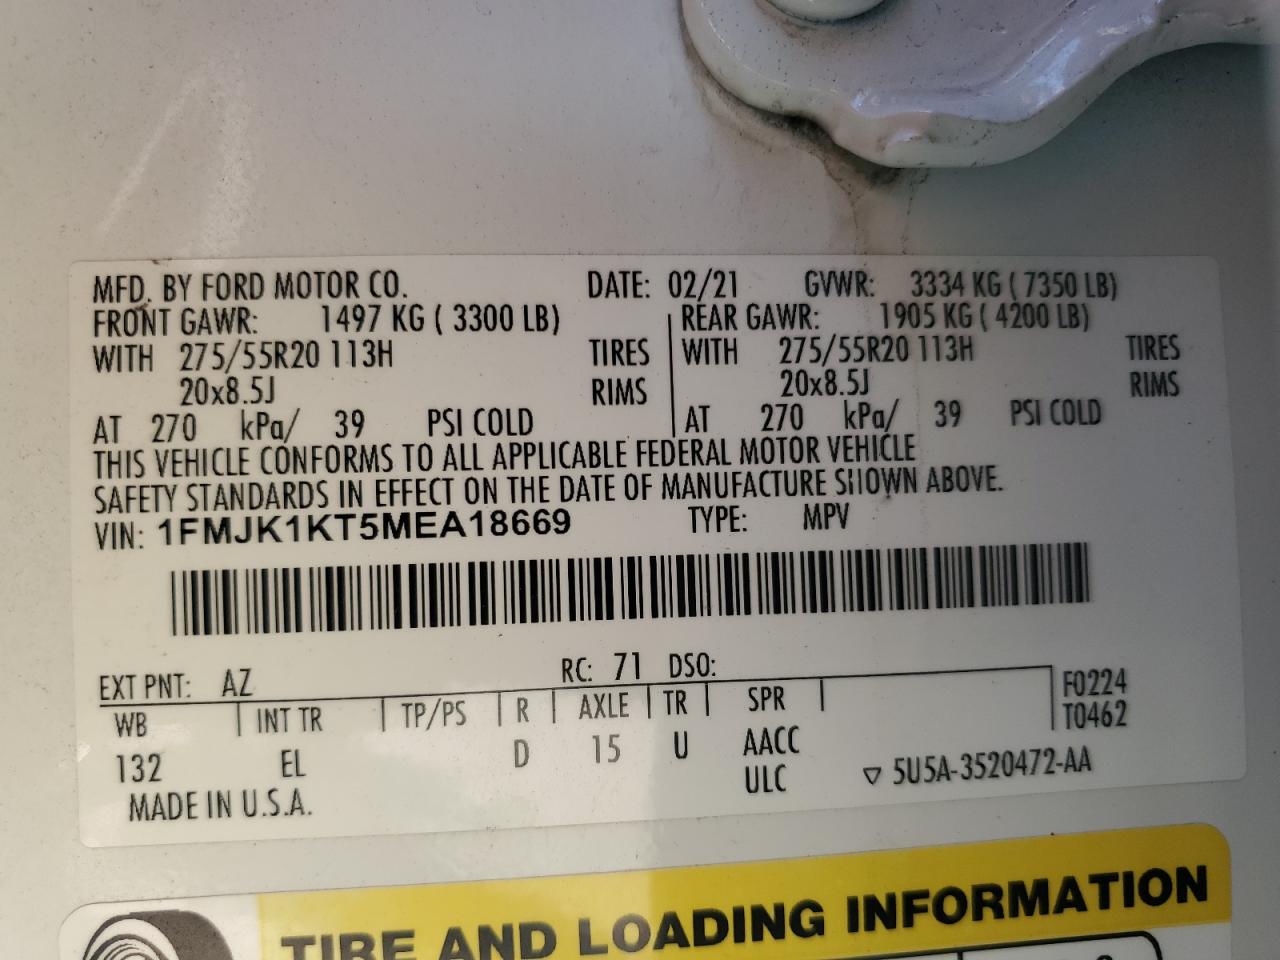 MFD. BY FORD MOTOR CO. DATE: 02/21 GVWR: 3334 KG ( 7350 LB)
FRONT GAWR: 1497 KG ( 3300 LB) REAR GAWR: 1905 KG ( 4200 LB)
WITH 275/55R20 113H TIRES WITH 275/55R20 113H TIRES
20x8.5J RIMS 20x8.5J RIMS
AT 270 kPa/ 39 PSI COLD AT 270 kPa/ 39 PSI COLD
THIS VEHICLE CONFORMS TO ALL APPLICABLE FEDERAL MOTOR VEHICLE
SAFETY STANDARDS IN EFFECT ON THE DATE OF MANUFACTURE SHOWN ABOVE.
VIN: 1FMJK1KT5MEA18669 TYPE: MPV
EXT PNT: AZ RC: 71 DSO:
WB INT TR TP/PS R AXLE TR SPR F0224
T0462
132 EL D 15 U AACC
ULC ▽ 5U5A-3520472-AA
MADE IN U.S.A.
TIRE AND LOADING INFORMATION